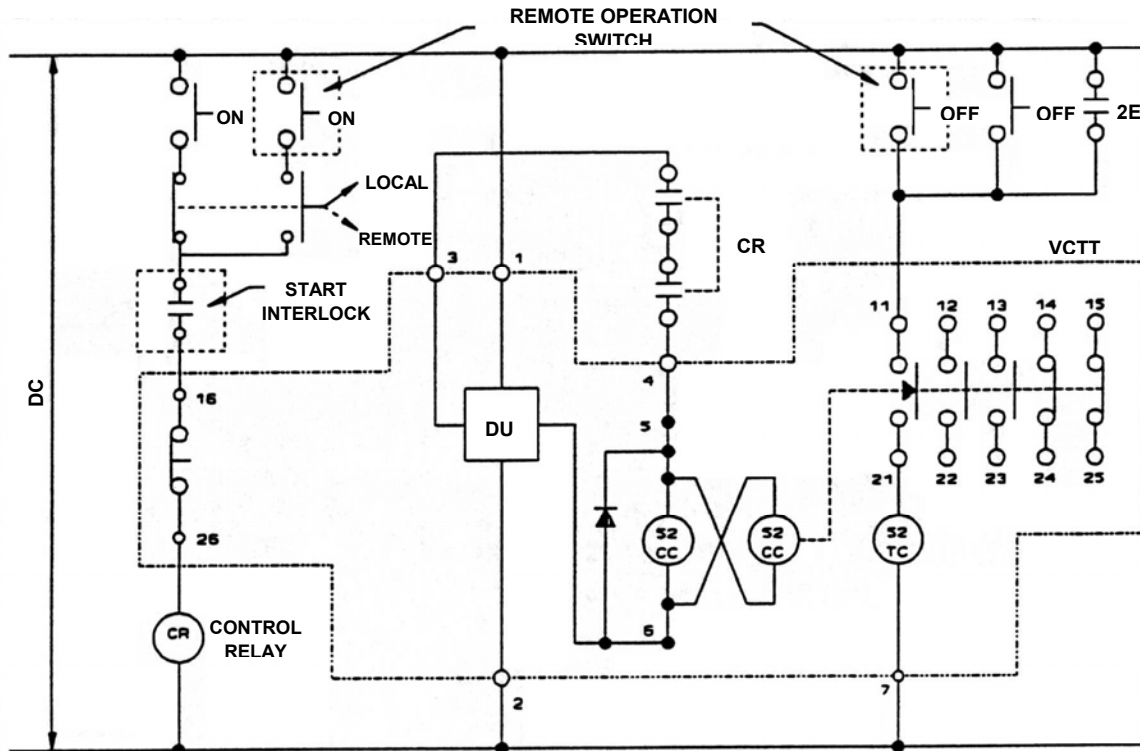 REMOTE OPERATION
SWITCH
ON
ON
OFF
OFF
2E
LOCAL
REMOTE
CR
VCTT
3
1
START
INTERLOCK
11
12
13
14
15
4
DC
16
DU
5
21
22
23
24
25
26
S2
CC
S2
CC
S2
TC
CR
CONTROL
RELAY
6
2
7